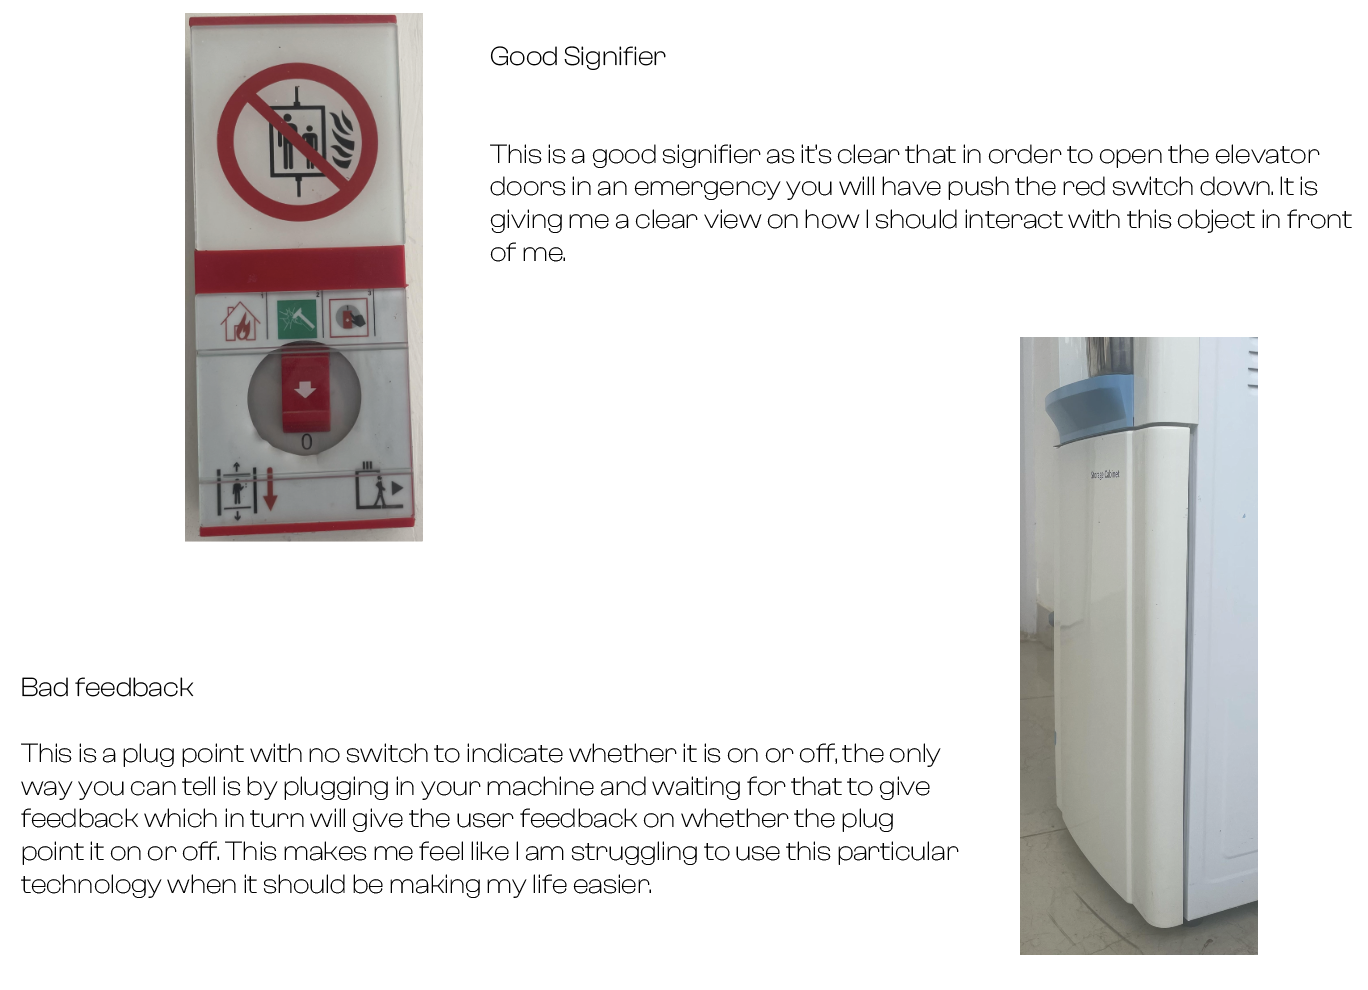 Good Signifier
This is a good signifier as it's clear that in order to open the elevator
doors in an emergency you will have push the red switch down. It is
giving me a clear view on how I should interact with this object in front
of me.
1 2 3
0
Storage Cabinet
Bad feedback
This is a plug point with no switch to indicate whether it is on or off, the only
way you can tell is by plugging in your machine and waiting for that to give
feedback which in turn will give the user feedback on whether the plug
point it on or off. This makes me feel like I am struggling to use this particular
technology when it should be making my life easier.